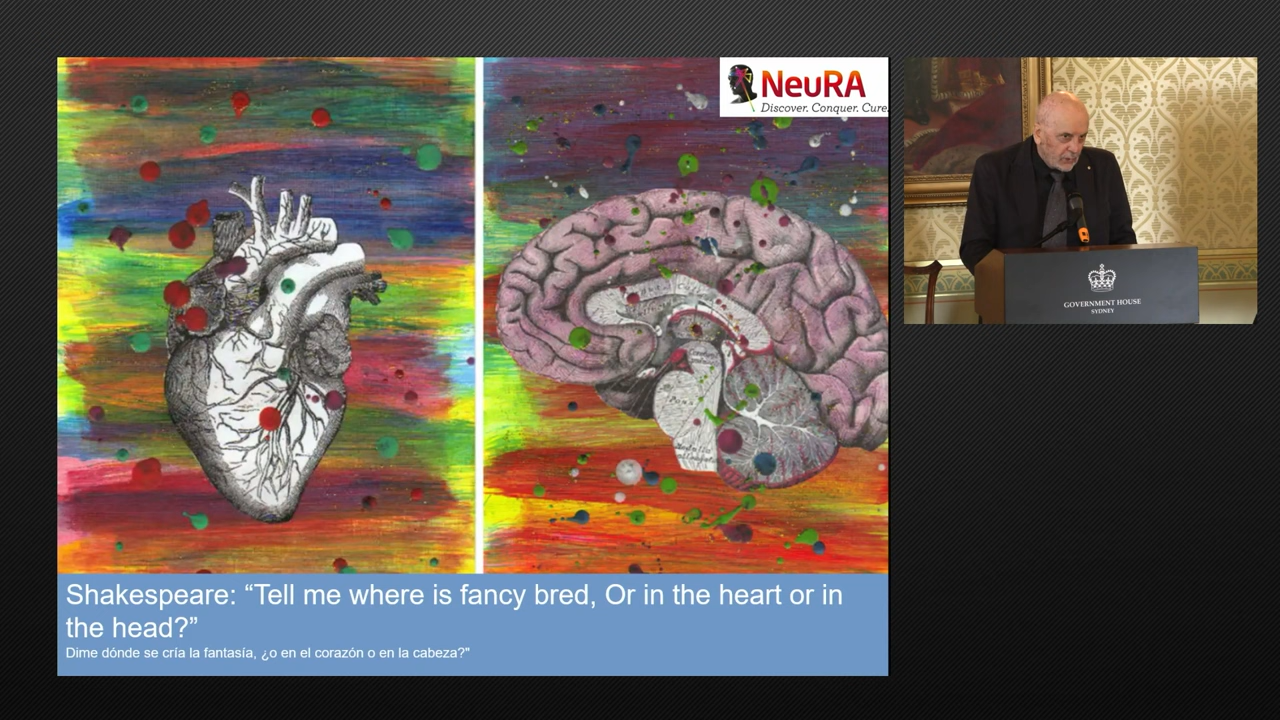 NeuRA
Discover. Conquer. Cure.
Shakespeare: “Tell me where is fancy bred, Or in the heart or in
the head?”
Dime dónde se cría la fantasía, ¿o en el corazón o en la cabeza?”
GOVERNMENT HOUSE
SYDNEY